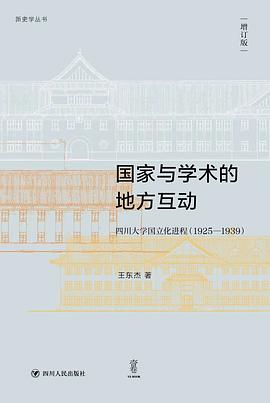 新史学丛书
增订版
国家与学术的
地方互动
四川大学国立化进程(1925—1939)
王东杰 著
四川人民出版社
壹卷
YE BOOK